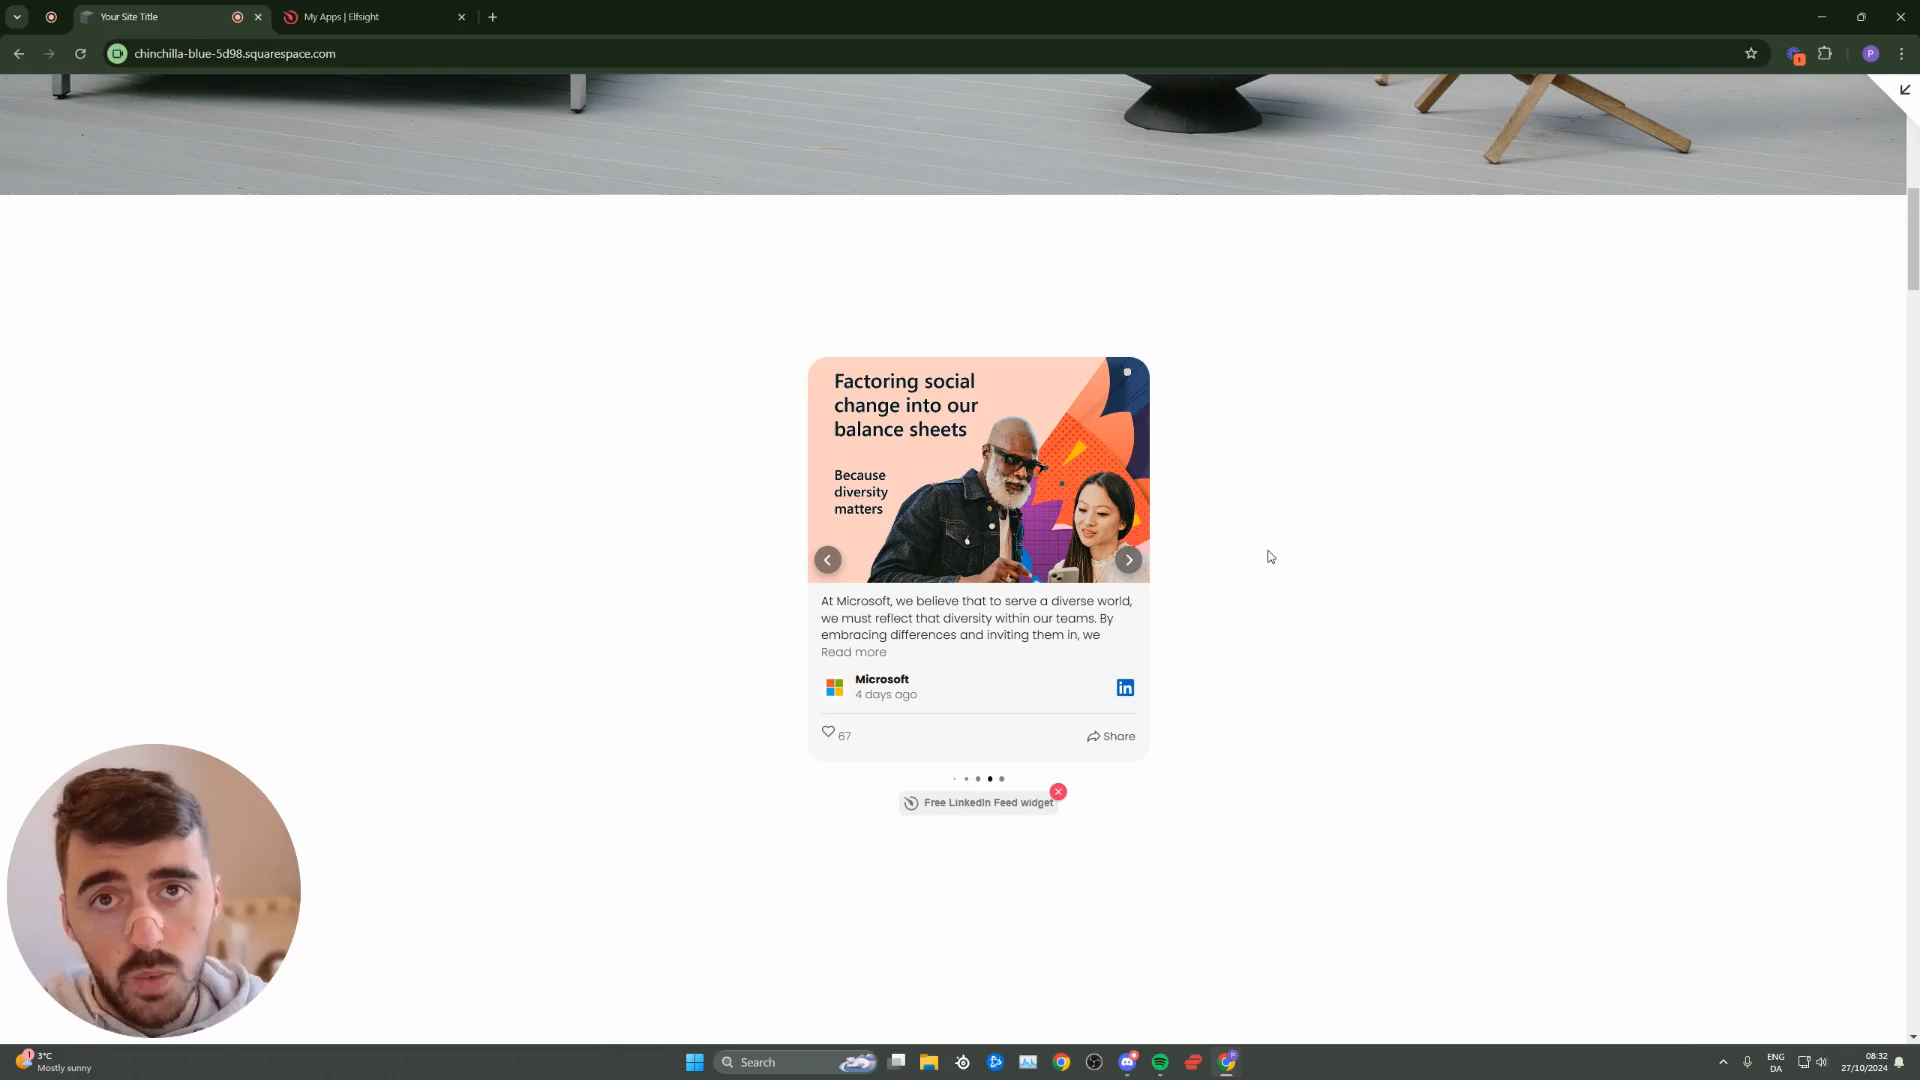 Your Site Title
My Apps | Elfsight
chinchilla-blue-5d98.squarespace.com
P
Factoring social
change into our
balance sheets
Because
diversity
matters
At Microsoft, we believe that to serve a diverse world,
we must reflect that diversity within our teams. By
embracing differences and inviting them in, we
Read more
Microsoft
4 days ago
in
67
Share
Free LinkedIn Feed widget
1
3°C
Mostly sunny
Search
P
ENG
DA
08:32
27/10/2024